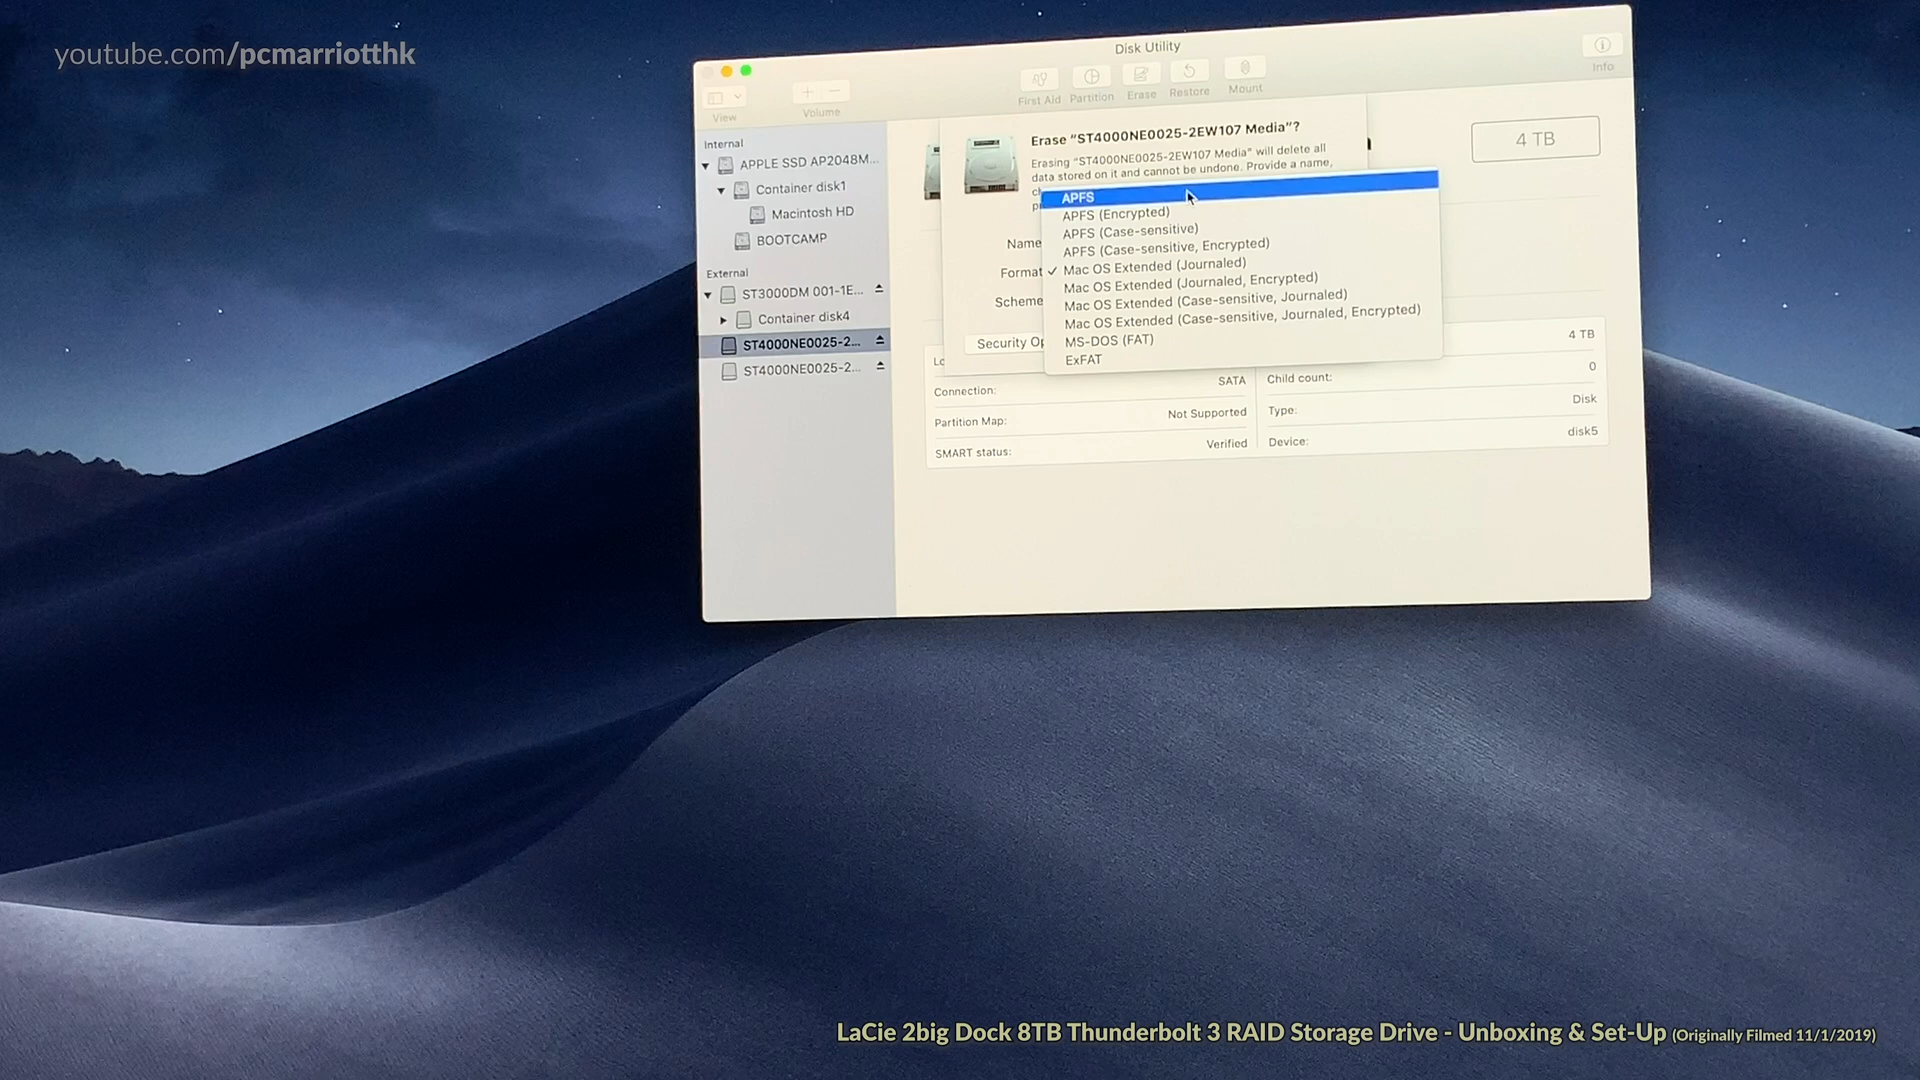 youtube.com/pcmarriotthk
Disk Utility
View
Volume
First Aid
Partition
Erase
Restore
Mount
Info
Internal
APPLE SSD AP2048M...
Container disk1
Macintosh HD
BOOTCAMP
External
ST3000DM 001-1E...
Container disk4
ST4000NE0025-2...
ST4000NE0025-2...
Erase “ST4000NE0025-2EW107 Media”?
Erasing “ST4000NE0025-2EW107 Media” will delete all
data stored on it and cannot be undone. Provide a name,
4 TB
Name
Format
Scheme
Security Op
APFS
APFS (Encrypted)
APFS (Case-sensitive)
APFS (Case-sensitive, Encrypted)
✓ Mac OS Extended (Journaled)
Mac OS Extended (Journaled, Encrypted)
Mac OS Extended (Case-sensitive, Journaled)
Mac OS Extended (Case-sensitive, Journaled, Encrypted)
MS-DOS (FAT)
ExFAT
4 TB
Connection: SATA
Child count: 0
Partition Map: Not Supported
Type: Disk
SMART status: Verified
Device: disk5
LaCie 2big Dock 8TB Thunderbolt 3 RAID Storage Drive - Unboxing & Set-Up (Originally Filmed 11/1/2019)